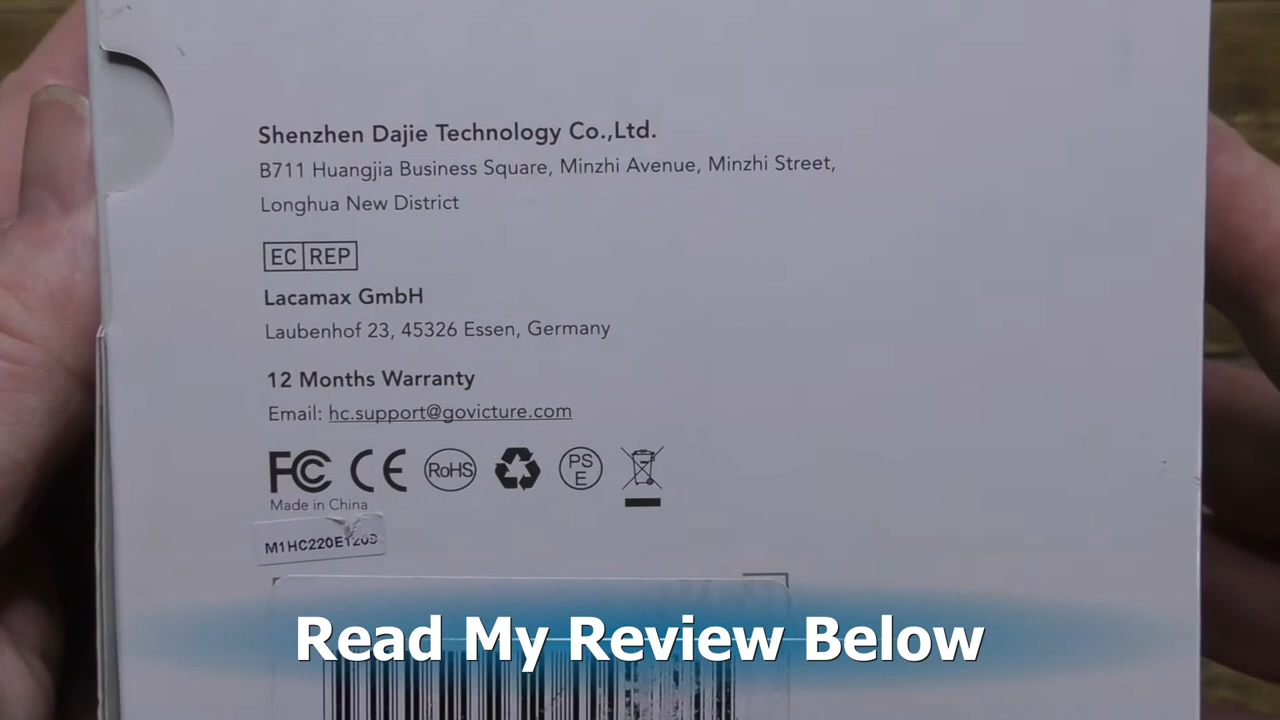 Shenzhen Dajie Technology Co.,Ltd.
B711 Huangjia Business Square, Minzhi Avenue, Minzhi Street,
Longhua New District
EC REP
Lacamax GmbH
Laubenhof 23, 45326 Essen, Germany
12 Months Warranty
Email: hc.support@govicture.com
FC CE RoHS PS E
Made in China
M1HC220E1209
Read My Review Below